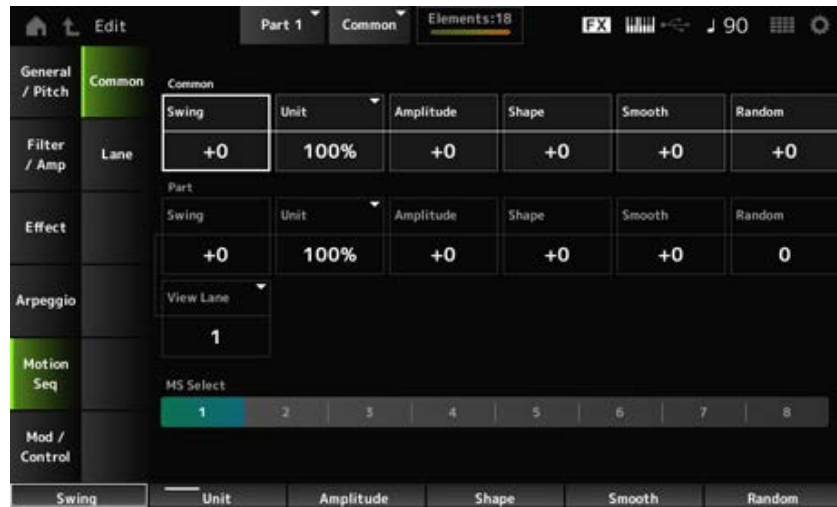 Edit Part 1 Common Elements:18 FX ♩ 90
General / Pitch
Filter / Amp
Effect
Arpeggio
Motion Seq
Mod / Control
Common
Lane
Common
Swing Unit Amplitude Shape Smooth Random
+0 100% +0 +0 +0 +0
Part
Swing Unit Amplitude Shape Smooth Random
+0 100% +0 +0 +0 0
View Lane
1
MS Select
1 2 3 4 5 6 7 8
Swing Unit Amplitude Shape Smooth Random